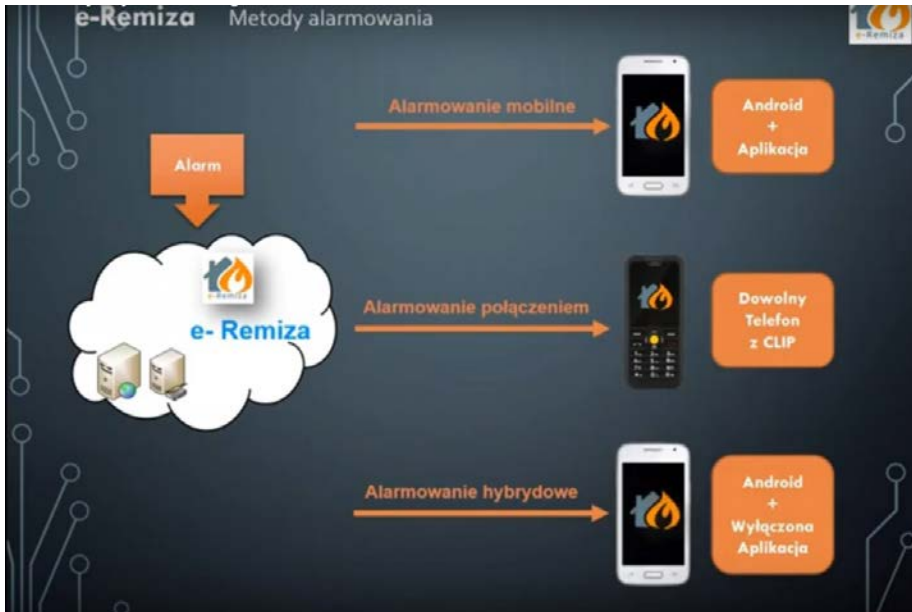 e-Remiza Metody alarmowania
e-Remiza
Alarmowanie mobilne
Android
+
Aplikacja
Alarm
e-Remiza
e- Remiza
Alarmowanie połączeniem
Dowolny
Telefon
z CLIP
Alarmowanie hybrydowe
Android
+
Wyłączona
Aplikacja